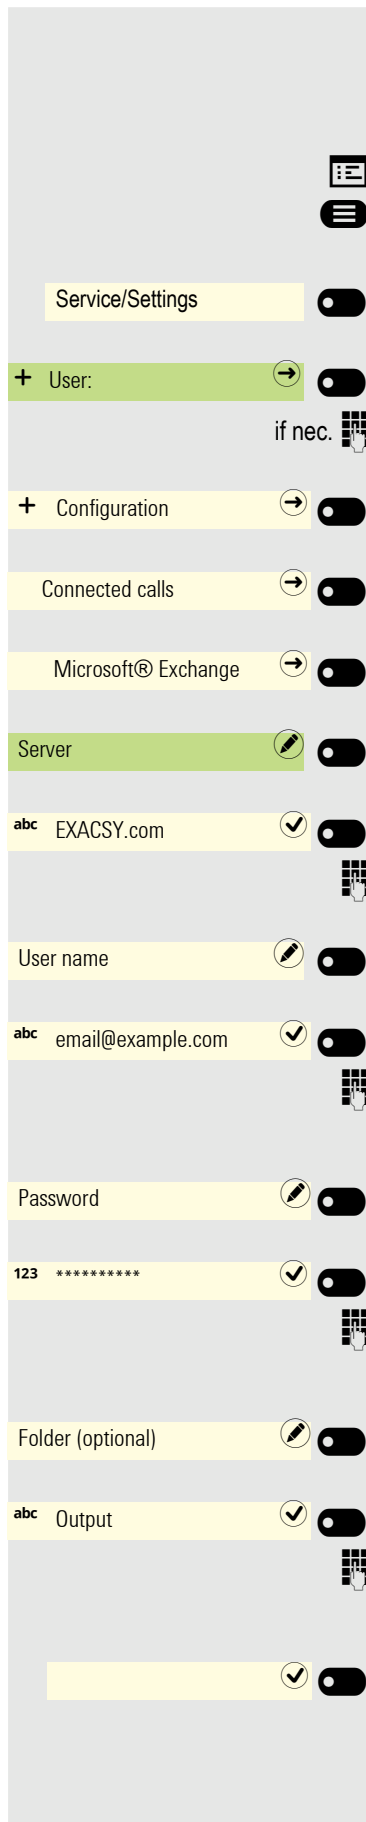 Service/Settings
+ User:
if nec.
+ Configuration
Connected calls
Microsoft® Exchange
Server
abc EXACSY.com
User name
abc email@example.com
Password
123 **********
Folder (optional)
abc Output